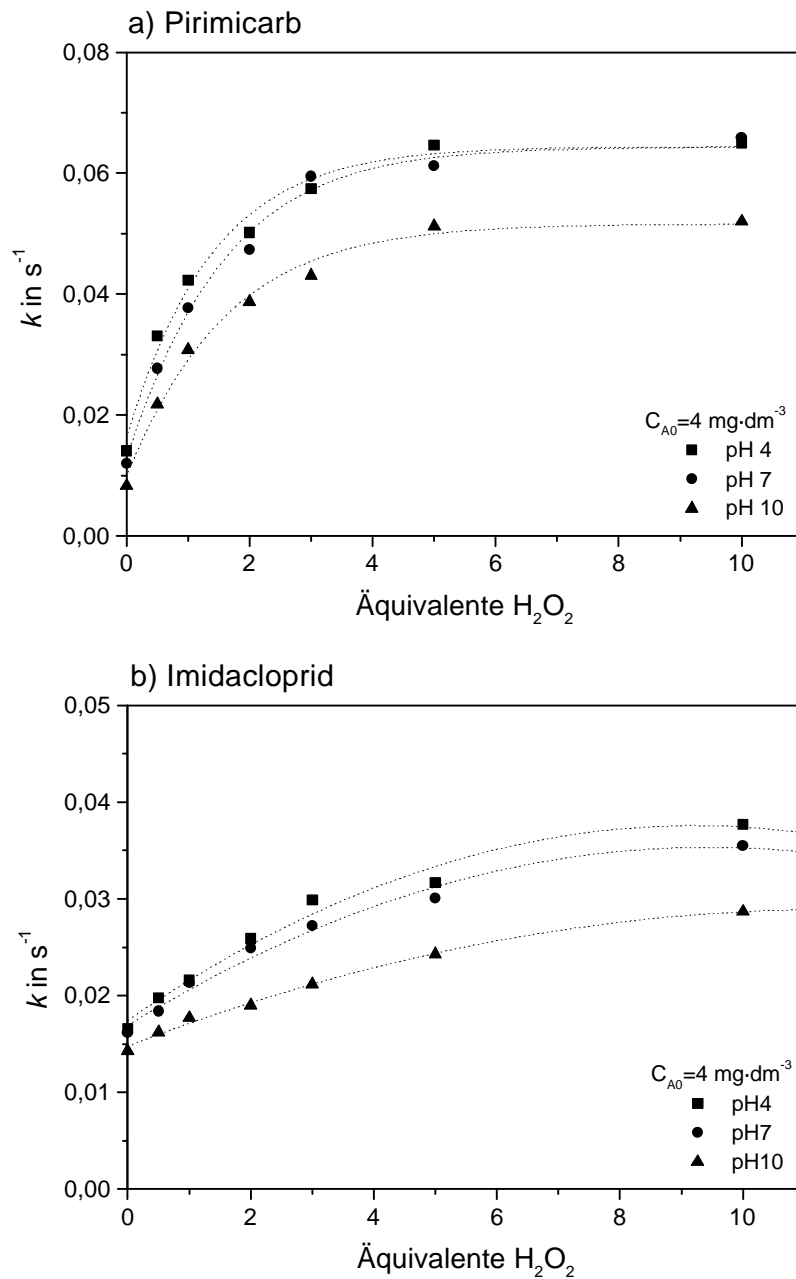 a) Pirimicarb
0,08
0,06
0,04
0,02
0,00
k in s⁻¹
C_A0=4 mg·dm⁻³
pH 4
pH 7
pH 10
0 2 4 6 8 10
Äquivalente H₂O₂
b) Imidacloprid
0,05
0,04
0,03
0,02
0,01
0,00
k in s⁻¹
C_A0=4 mg·dm⁻³
pH4
pH7
pH10
0 2 4 6 8 10
Äquivalente H₂O₂